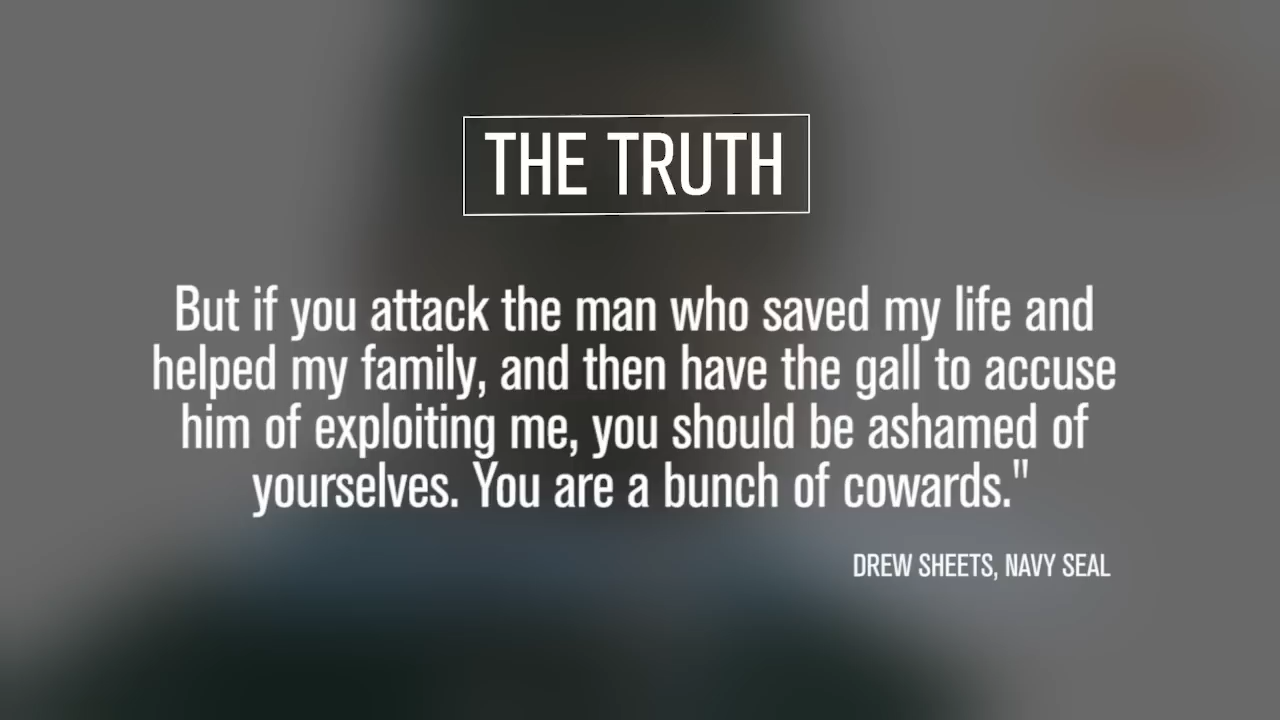 THE TRUTH
But if you attack the man who saved my life and
helped my family, and then have the gall to accuse
him of exploiting me, you should be ashamed of
yourselves. You are a bunch of cowards."
DREW SHEETS, NAVY SEAL